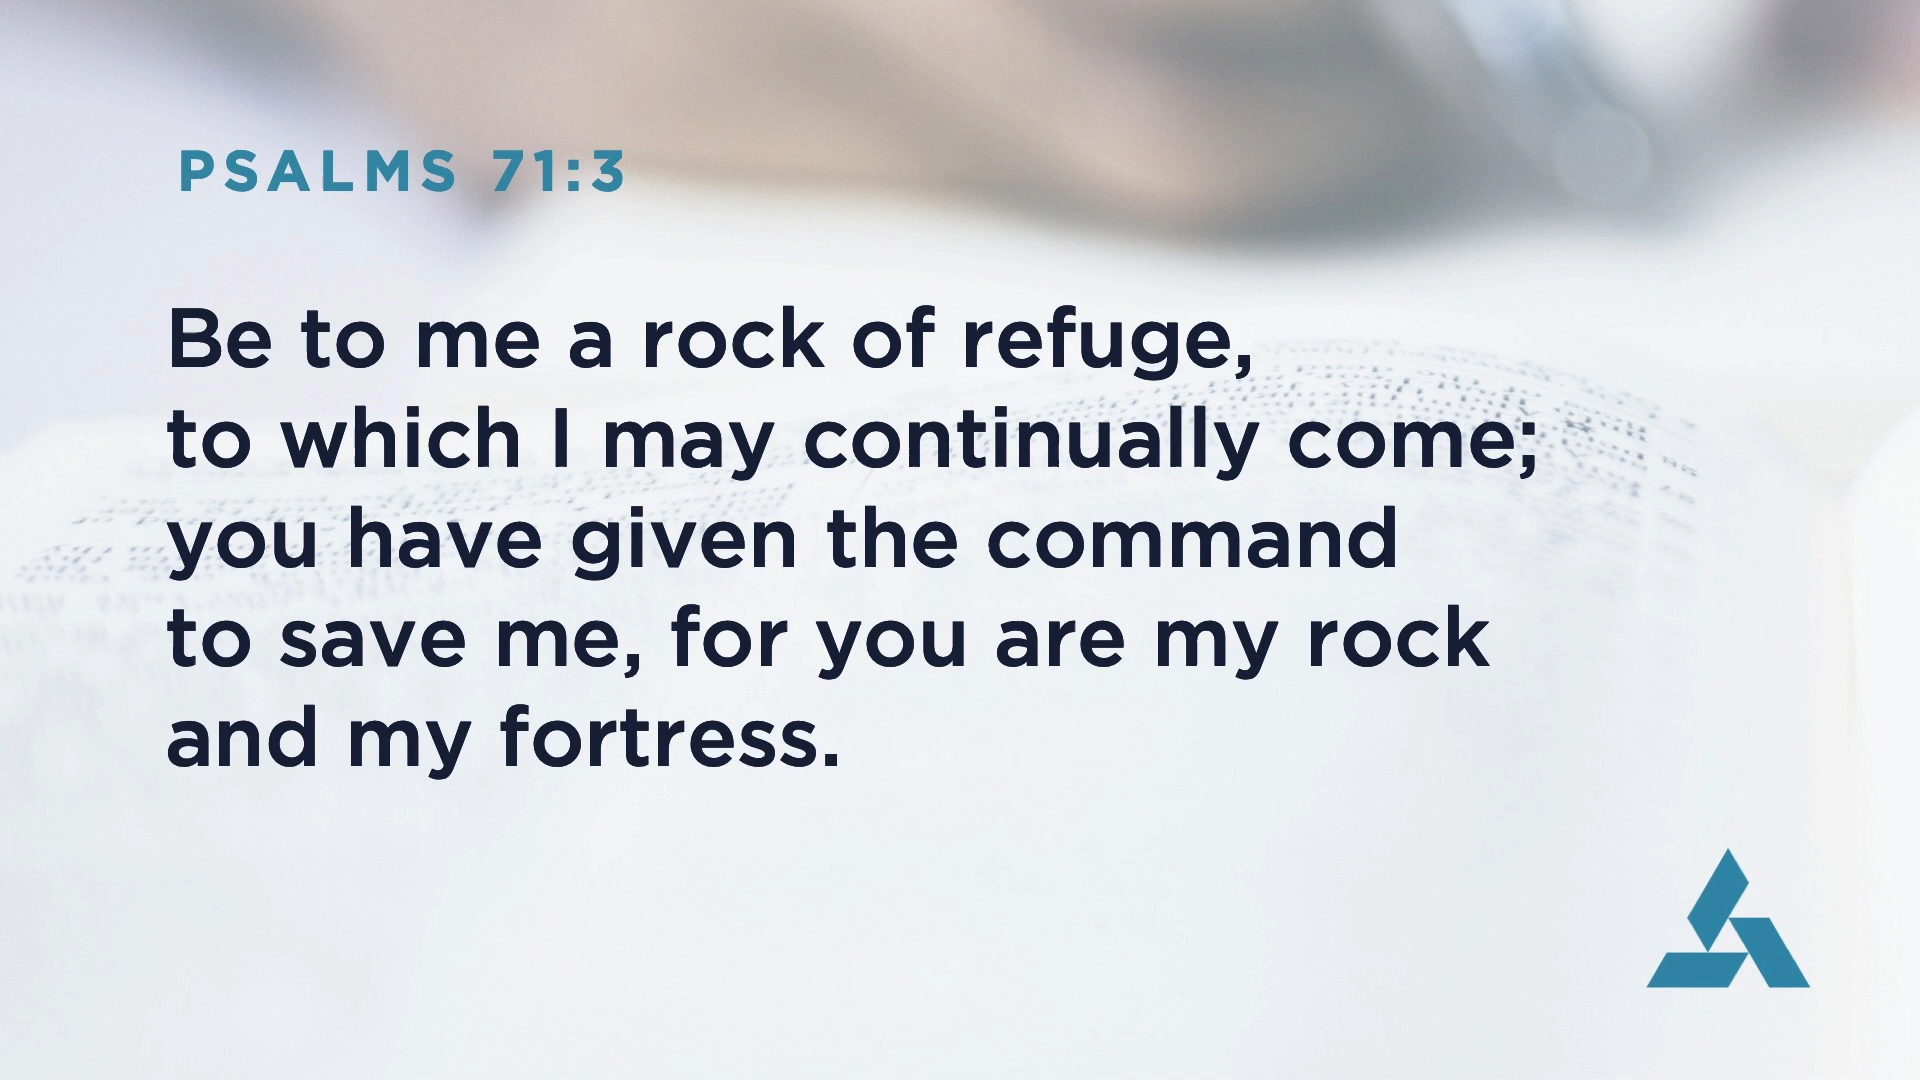 PSALMS 71:3
Be to me a rock of refuge,
to which I may continually come;
you have given the command
to save me, for you are my rock
and my fortress.